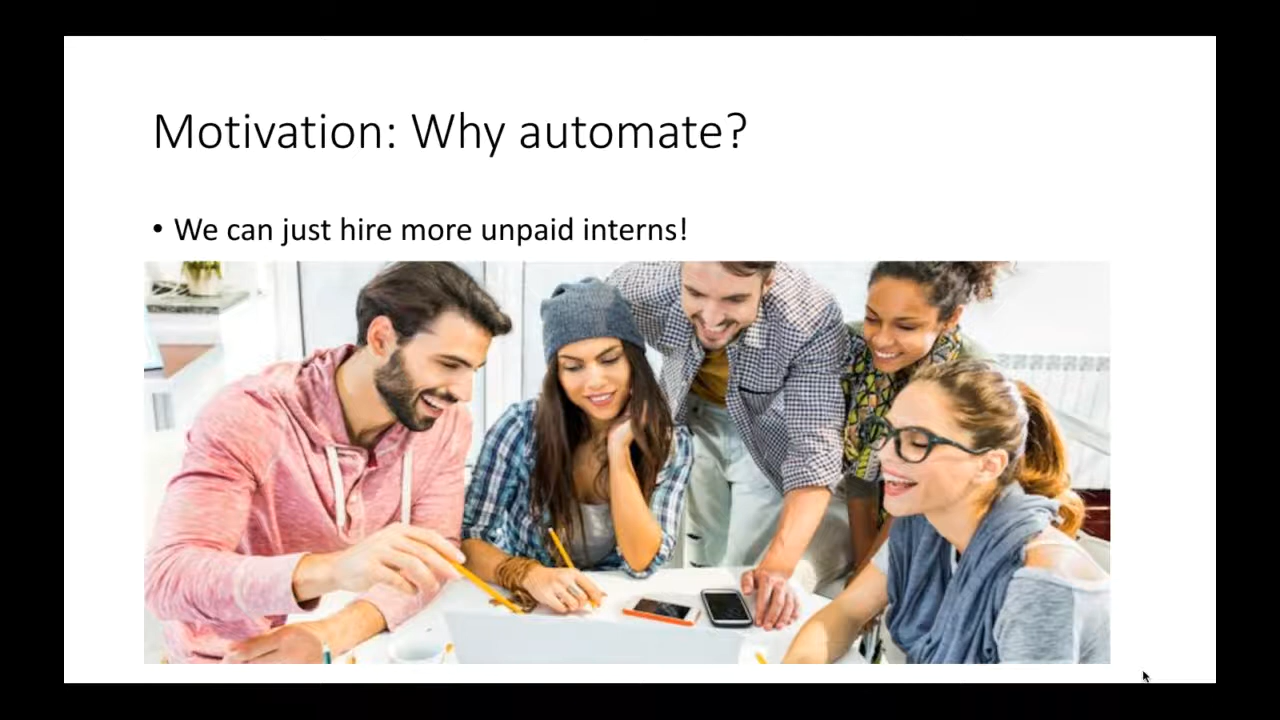 Motivation: Why automate?
• We can just hire more unpaid interns!